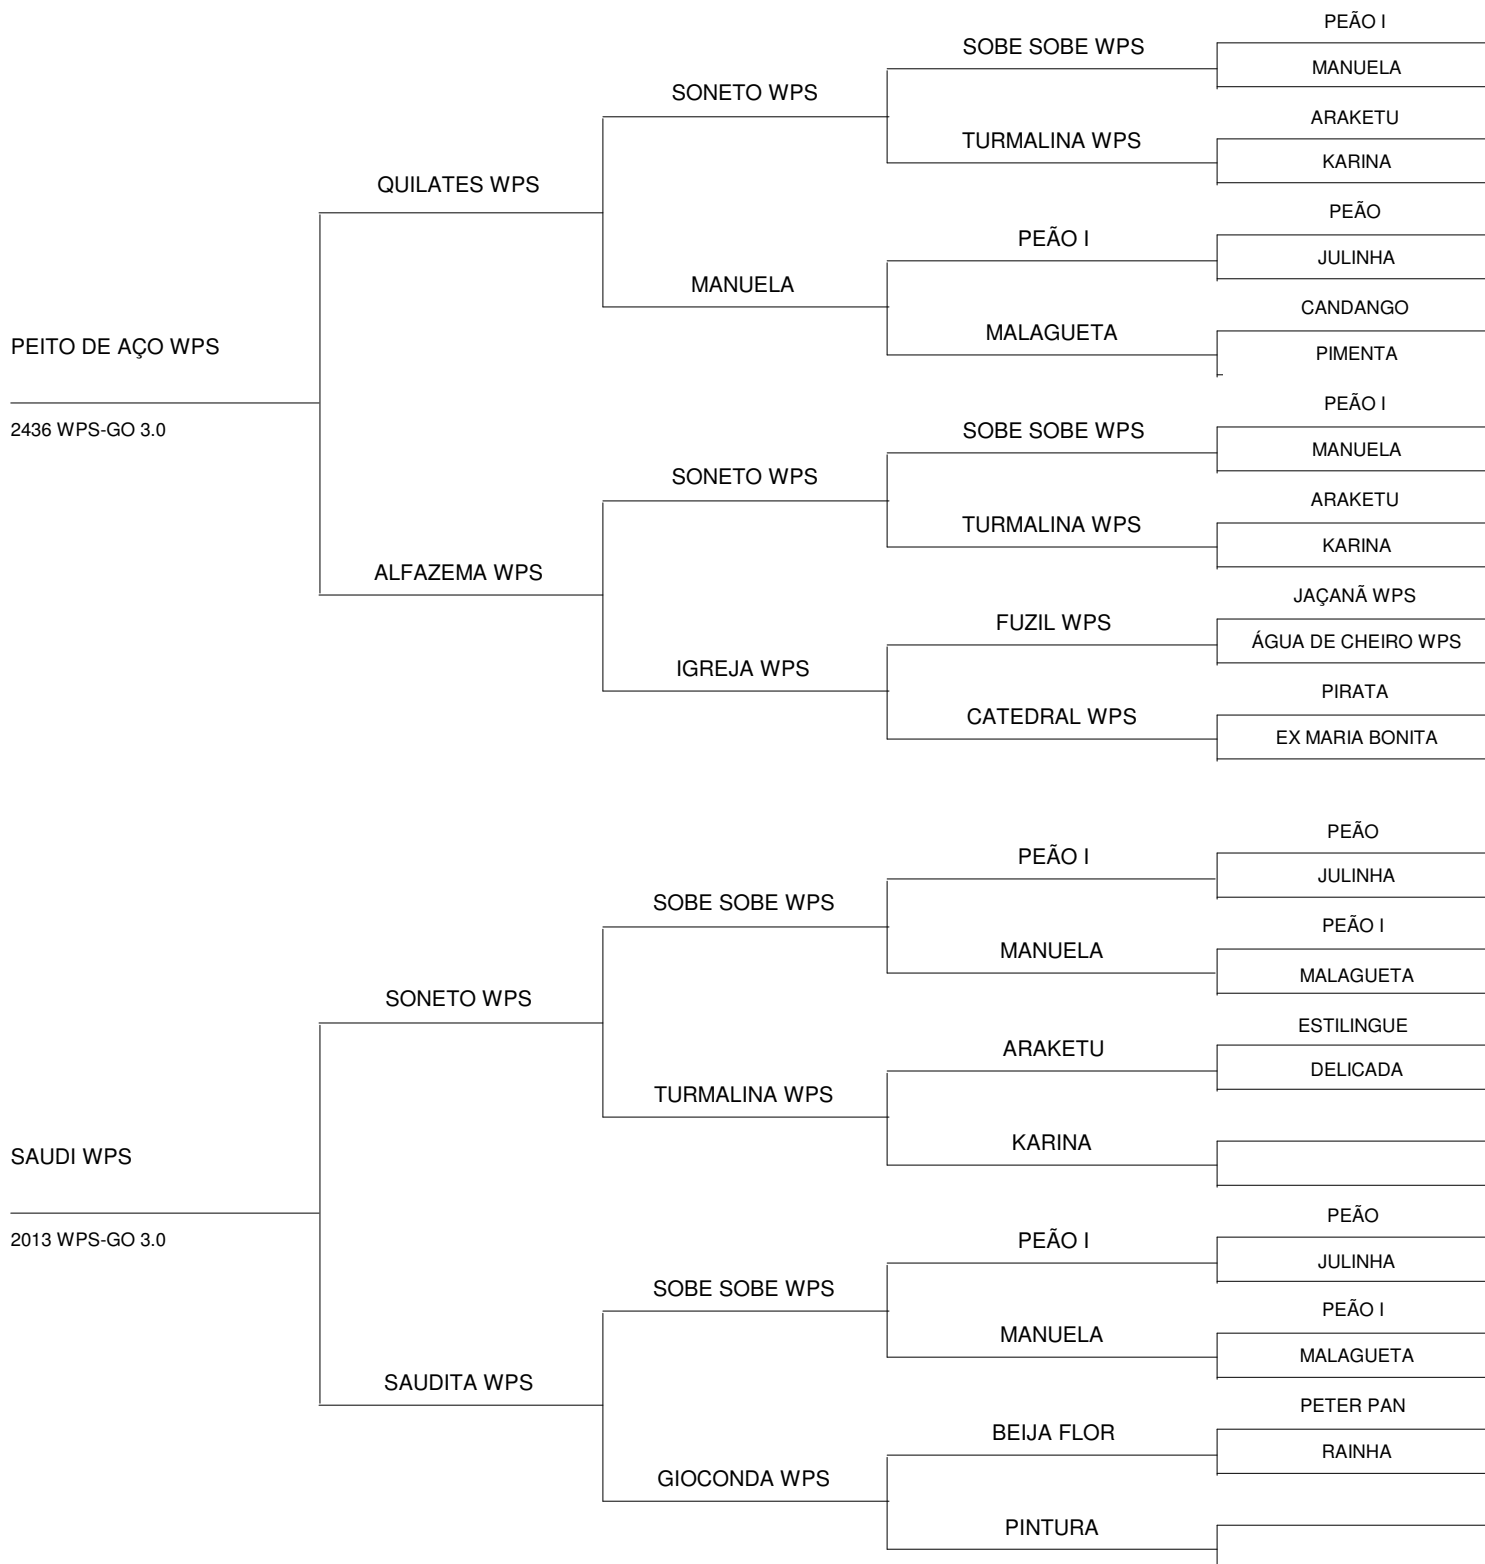 PEÃO I
SOBE SOBE WPS
MANUELA
SONETO WPS
ARAKETU
TURMALINA WPS
KARINA
QUILATES WPS
PEÃO
PEÃO I
JULINHA
MANUELA
CANDANGO
MALAGUETA
PIMENTA
PEITO DE AÇO WPS
2436 WPS-GO 3.0
PEÃO I
SOBE SOBE WPS
MANUELA
SONETO WPS
ARAKETU
TURMALINA WPS
KARINA
ALFAZEMA WPS
JAÇANÃ WPS
FUZIL WPS
ÁGUA DE CHEIRO WPS
IGREJA WPS
PIRATA
CATEDRAL WPS
EX MARIA BONITA
PEÃO
PEÃO I
JULINHA
SOBE SOBE WPS
PEÃO I
MANUELA
MALAGUETA
SONETO WPS
ESTILINGUE
ARAKETU
DELICADA
TURMALINA WPS
KARINA
SAUDI WPS
2013 WPS-GO 3.0
PEÃO
PEÃO I
JULINHA
SOBE SOBE WPS
PEÃO I
MANUELA
MALAGUETA
SAUDITA WPS
PETER PAN
BEIJA FLOR
RAINHA
GIOCONDA WPS
PINTURA